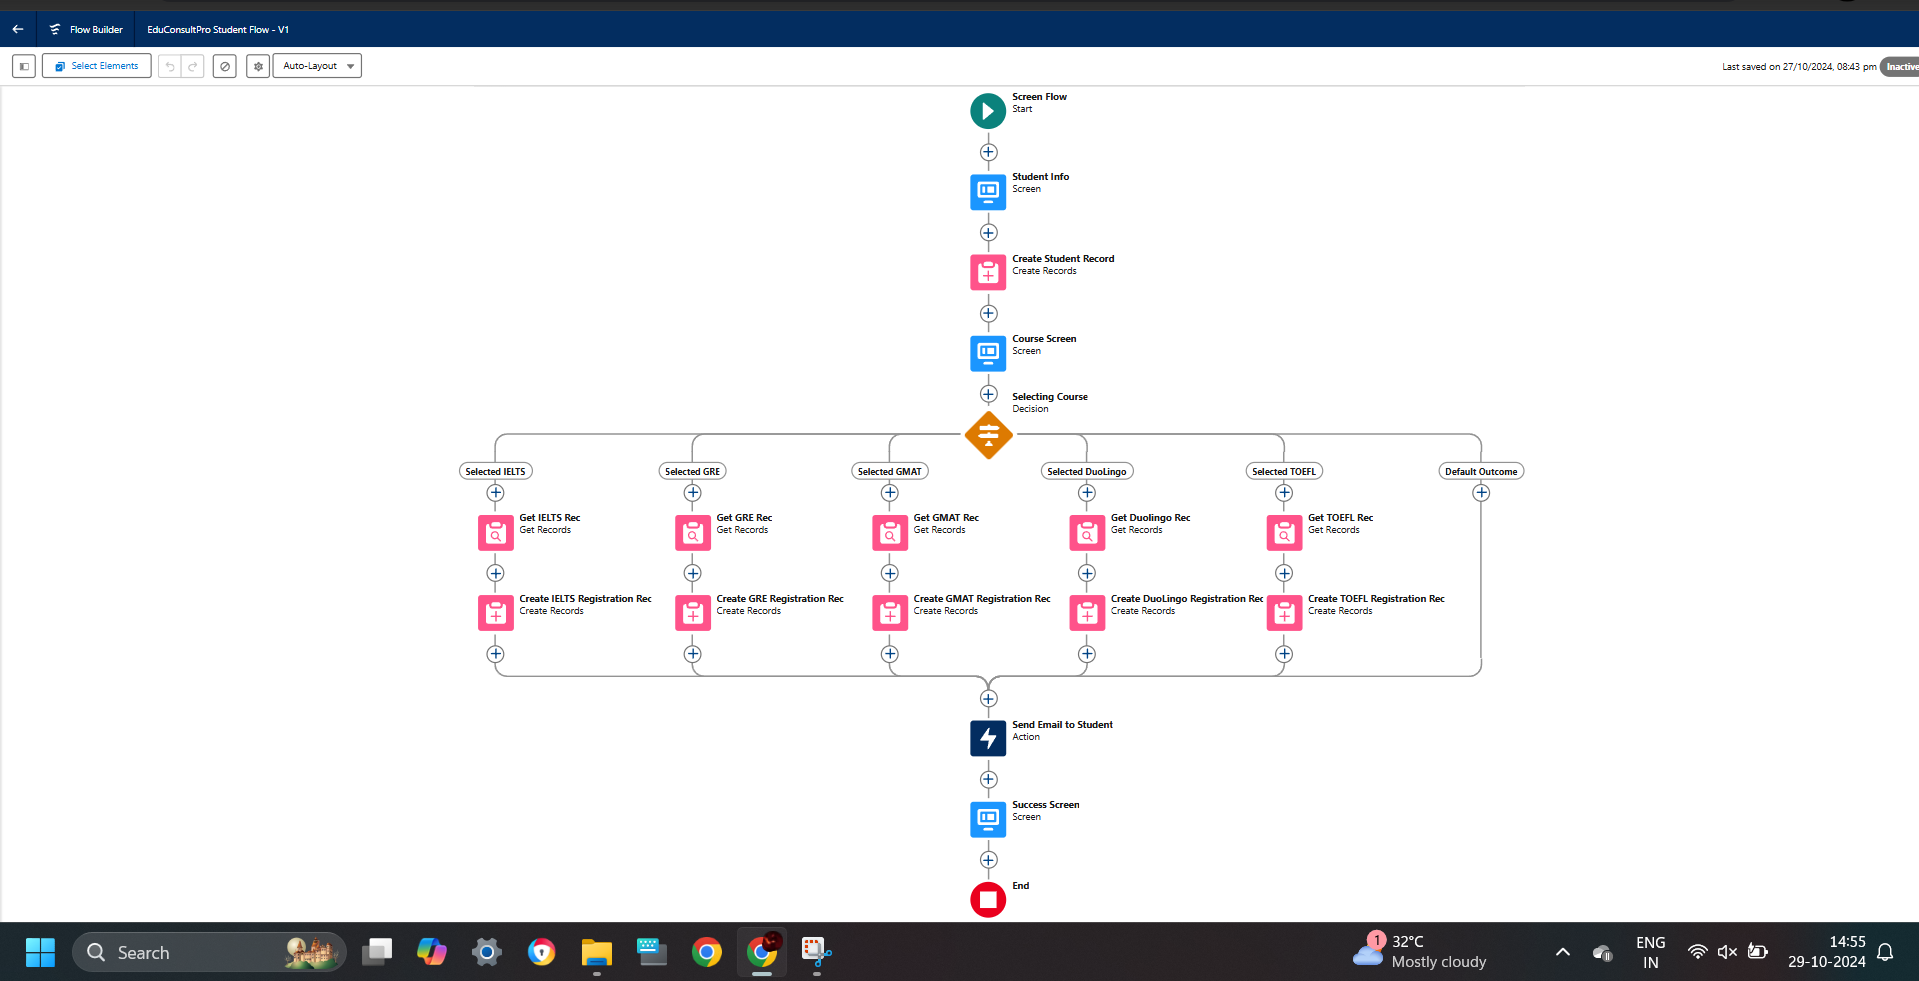 Flow Builder
EduConsultPro Student Flow - V1
Select Elements
Auto-Layout
Last saved on 27/10/2024, 08:43 pm
Inactive
Screen Flow
Start
Student Info
Screen
Create Student Record
Create Records
Course Screen
Screen
Selecting Course
Decision
Selected IELTS
Selected GRE
Selected GMAT
Selected DuoLingo
Selected TOEFL
Default Outcome
Get IELTS Rec
Get Records
Get GRE Rec
Get Records
Get GMAT Rec
Get Records
Get Duolingo Rec
Get Records
Get TOEFL Rec
Get Records
Create IELTS Registration Rec
Create Records
Create GRE Registration Rec
Create Records
Create GMAT Registration Rec
Create Records
Create DuoLingo Registration Rec
Create Records
Create TOEFL Registration Rec
Create Records
Send Email to Student
Action
Success Screen
Screen
End
Search
1
32°C
Mostly cloudy
ENG
IN
14:55
29-10-2024